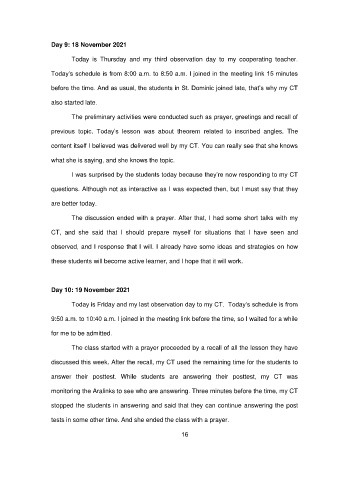 Day 9: 18 November 2021
Today is Thursday and my third observation day to my cooperating teacher.
Today's schedule is from 8:00 a.m. to 8:50 a.m. I joined in the meeting link 15 minutes
before the time. And as usual, the students in St. Dominic joined late, that's why my CT
also started late.
The preliminary activities were conducted such as prayer, greetings and recall of
previous topic. Today's lesson was about theorem related to inscribed angles. The
content itself I believed was delivered well by my CT. You can really see that she knows
what she is saying, and she knows the topic.
I was surprised by the students today because they're now responding to my CT
questions. Although not as interactive as I was expected then, but I must say that they
are better today.
The discussion ended with a prayer. After that, I had some short talks with my
CT, and she said that I should prepare myself for situations that I have seen and
observed, and I response that I will. I already have some ideas and strategies on how
these students will become active learner, and I hope that it will work.
Day 10: 19 November 2021
Today is Friday and my last observation day to my CT. Today's schedule is from
9:50 a.m. to 10:40 a.m. I joined in the meeting link before the time, so I waited for a while
for me to be admitted.
The class started with a prayer proceeded by a recall of all the lesson they have
discussed this week. After the recall, my CT used the remaining time for the students to
answer their posttest. While students are answering their posttest, my CT was
monitoring the Aralinks to see who are answering. Three minutes before the time, my CT
stopped the students in answering and said that they can continue answering the post
tests in some other time. And she ended the class with a prayer.
16